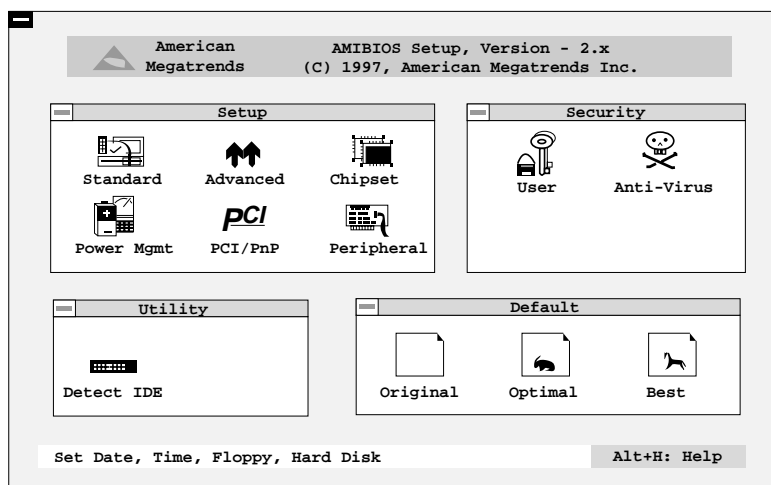 American Megatrends
AMIBIOS Setup, Version - 2.x
(C) 1997, American Megatrends Inc.
Setup
Standard
Advanced
Chipset
Power Mgmt
PCI
PCI/PnP
Peripheral
Security
User
Anti-Virus
Utility
Detect IDE
Default
Original
Optimal
Best
Set Date, Time, Floppy, Hard Disk
Alt+H: Help